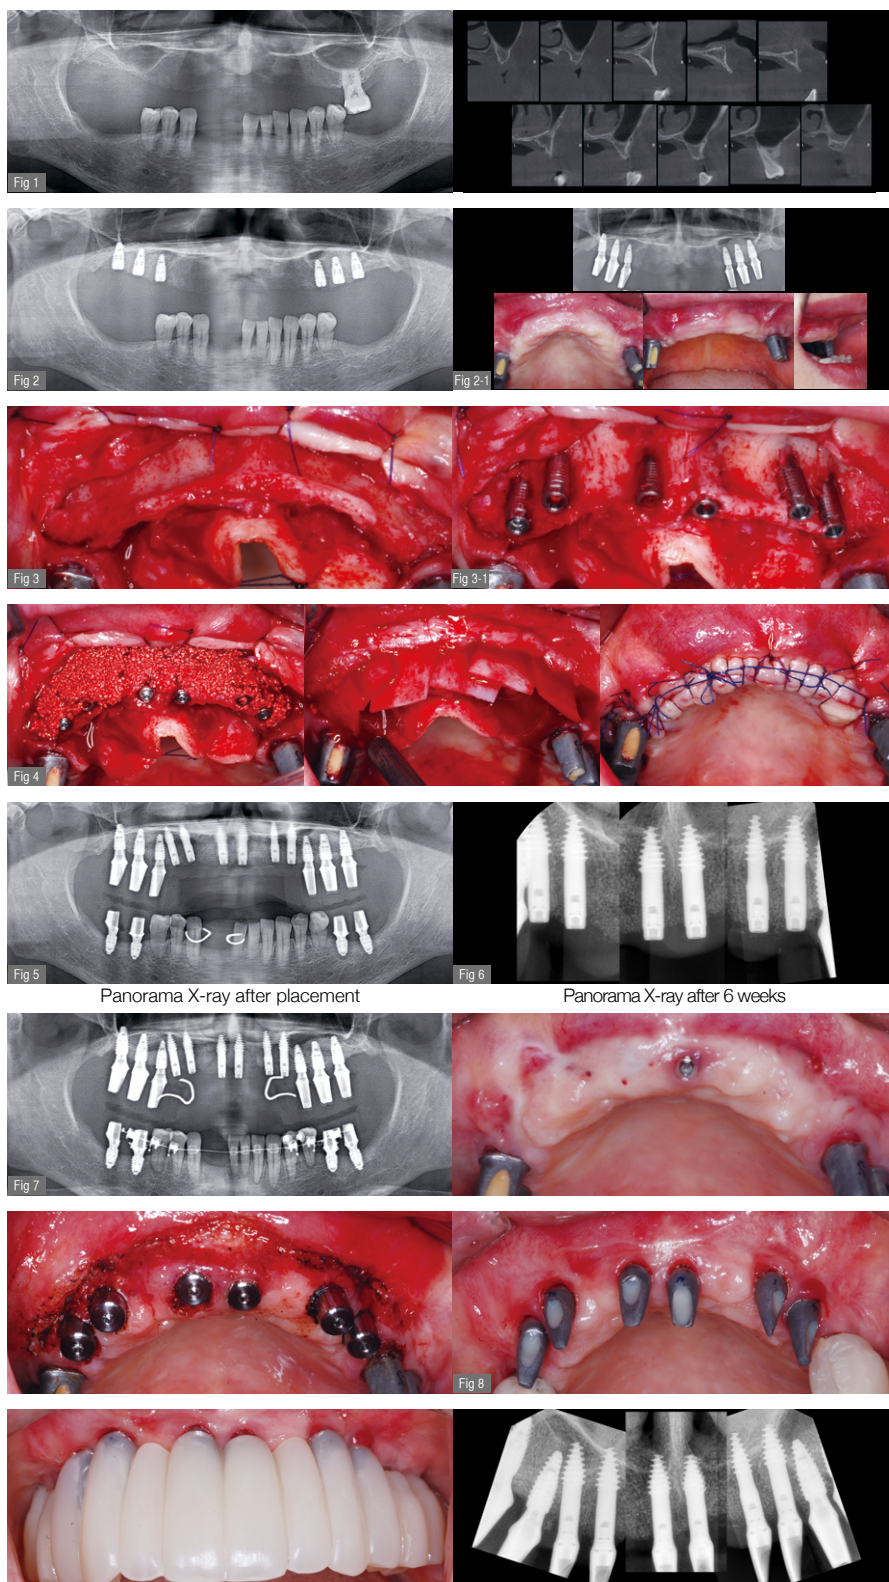 Fig 1
Fig 2
Fig 2-1
Fig 3
Fig 3-1
Fig 4
Fig 5
Fig 6
Panorama X-ray after placement
Panorama X-ray after 6 weeks
Fig 7
Fig 8